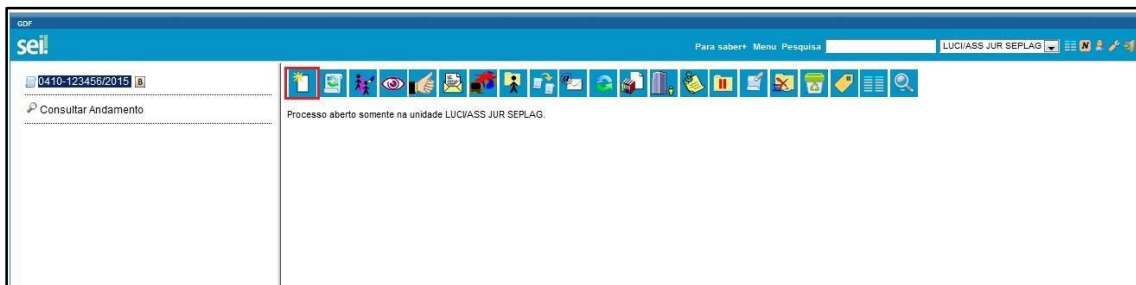 GDF
sei!
Para saber+ Menu Pesquisa
LUCI/ASS JUR SEPLAG
0410-123456/2015
Consultar Andamento
Processo aberto somente na unidade LUCI/ASS JUR SEPLAG.